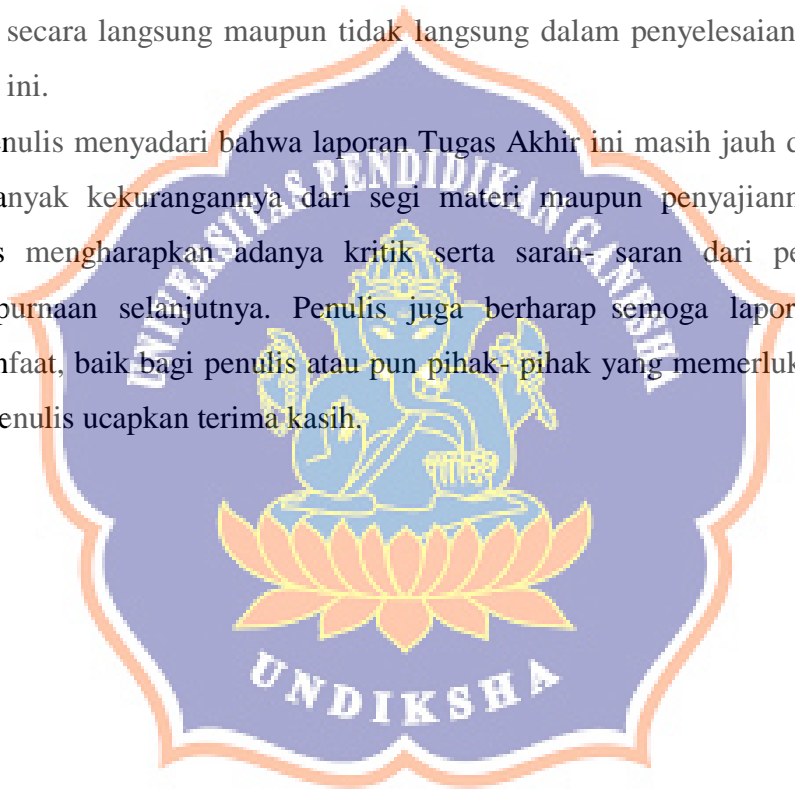 secara langsung maupun tidak langsung dalam penyelesaian
ini.
enulis menyadari bahwa laporan Tugas Akhir ini masih jauh d
anyak kekurangannya dari segi materi maupun penyajiann
s mengharapkan adanya kritik serta saran- saran dari pe
purnaan selanjutnya. Penulis juga berharap semoga lapor
nfaat, baik bagi penulis atau pun pihak- pihak yang memerluk
enulis ucapkan terima kasih.
UNIVERSITAS PENDIDIKAN GANESHA
UNDIKSHA